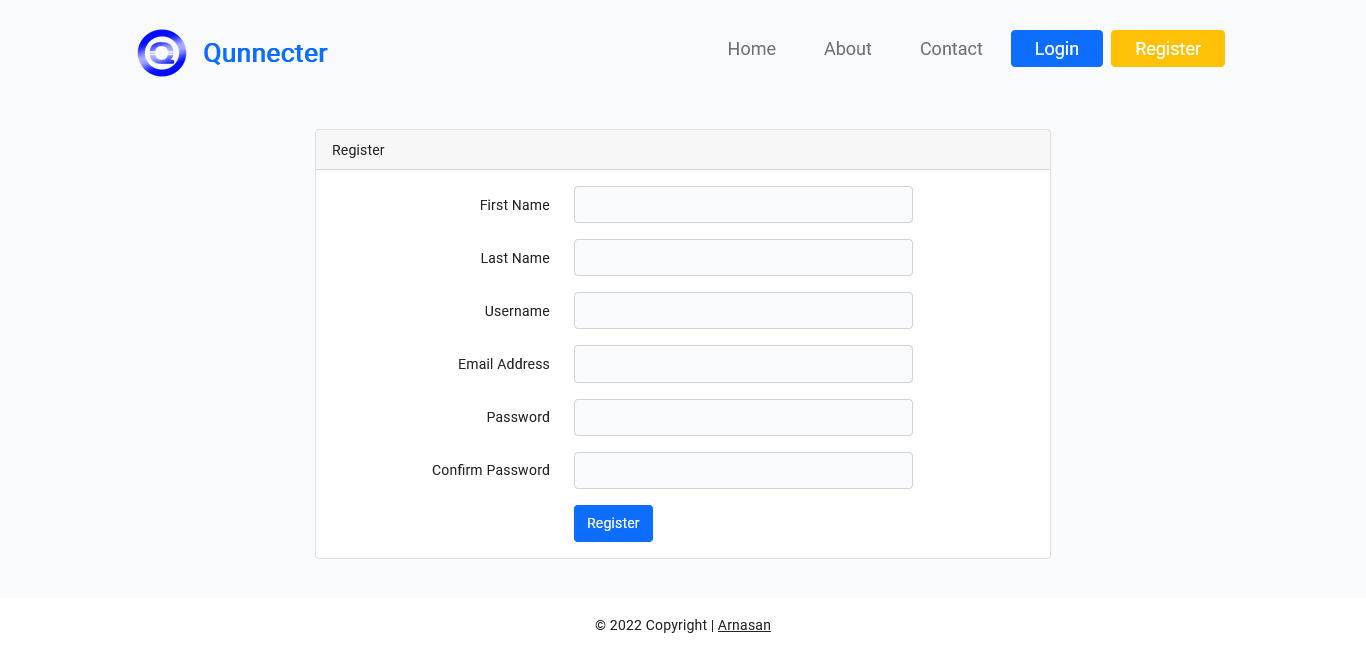 Qunnecter
Home About Contact Login Register
Register
First Name
Last Name
Username
Email Address
Password
Confirm Password
Register
© 2022 Copyright | Arnasan